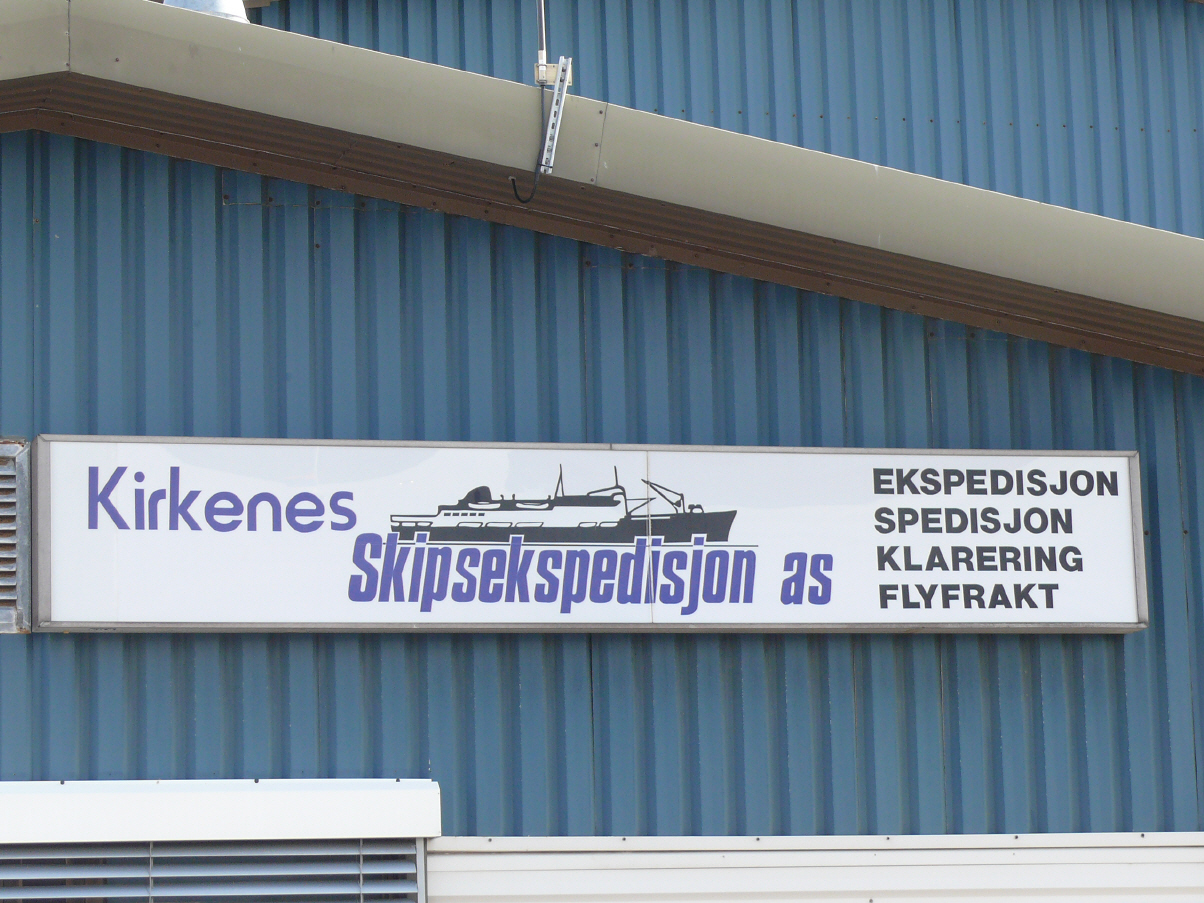 Kirkenes
Skipsekspedisjon as
EKSPEDISJON
SPEDISJON
KLARERING
FLYFRAKT